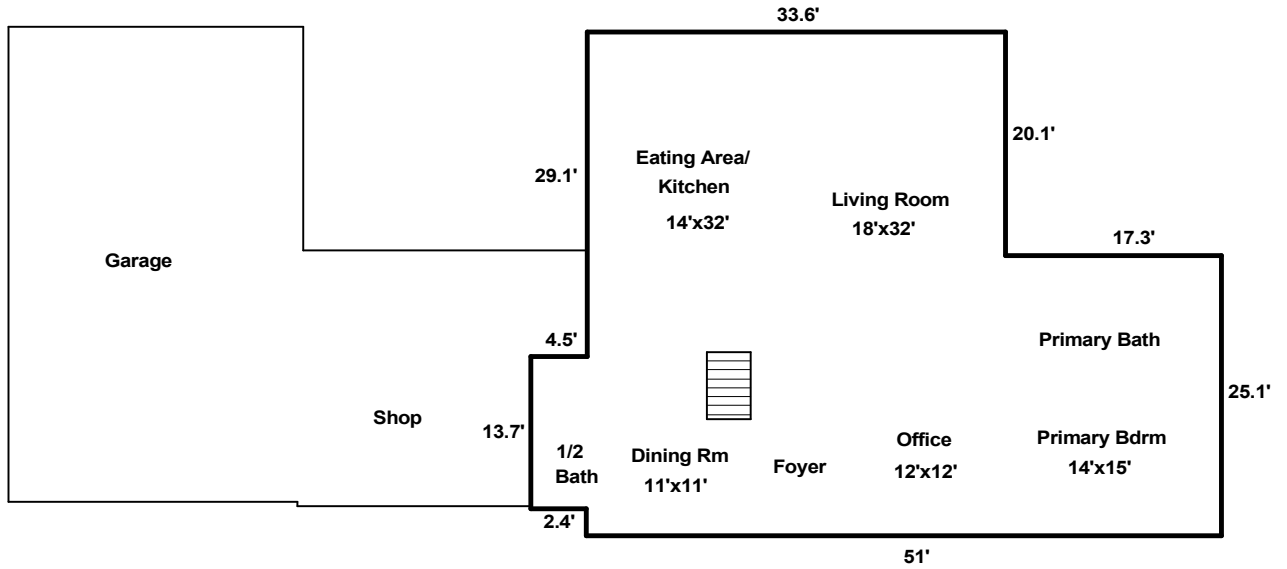 33.6'
20.1'
Eating Area/
Kitchen
14'x32'
29.1'
Living Room
18'x32'
17.3'
Garage
4.5'
Primary Bath
25.1'
Shop
13.7'
1/2
Bath
Dining Rm
11'x11'
Foyer
Office
12'x12'
Primary Bdrm
14'x15'
2.4'
51'